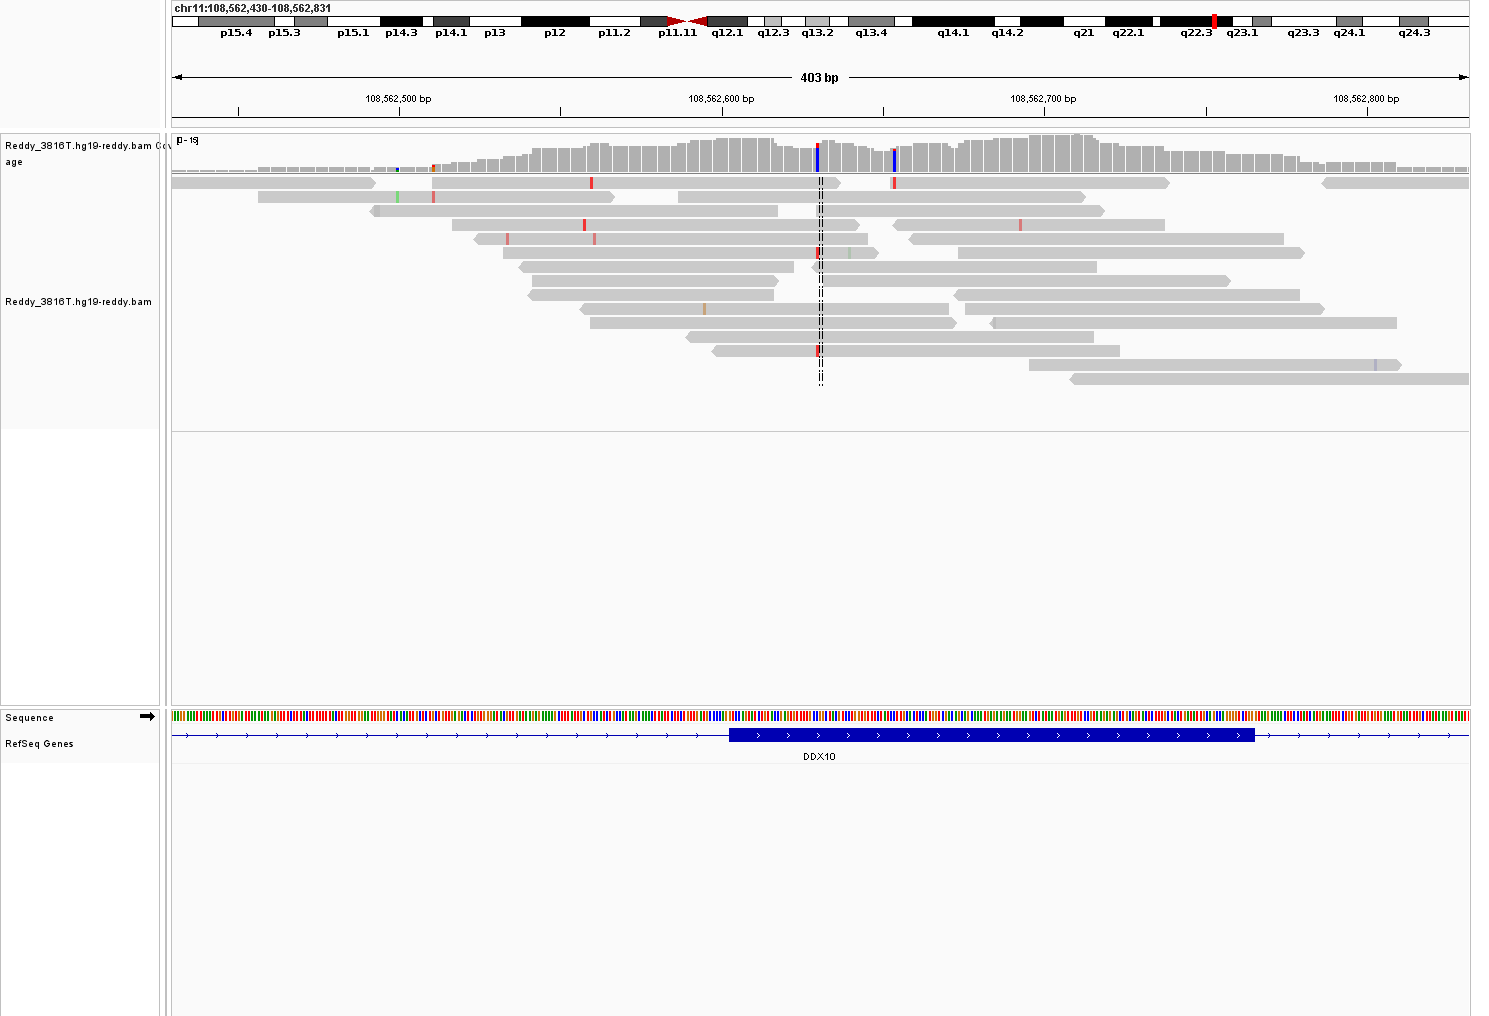 chr11:108,562,430-108,562,831
p15.4 p15.3 p15.1 p14.3 p14.1 p13 p12 p11.2 p11.11 q12.1 q12.3 q13.2 q13.4 q14.1 q14.2 q21 q22.1 q22.3 q23.1 q23.3 q24.1 q24.3
403 bp
108,562,500 bp 108,562,600 bp 108,562,700 bp 108,562,800 bp
Reddy_3816T.hg19-reddy.bam Cov
age
[0 - 19]
Reddy_3816T.hg19-reddy.bam
Sequence
RefSeq Genes
DDX10